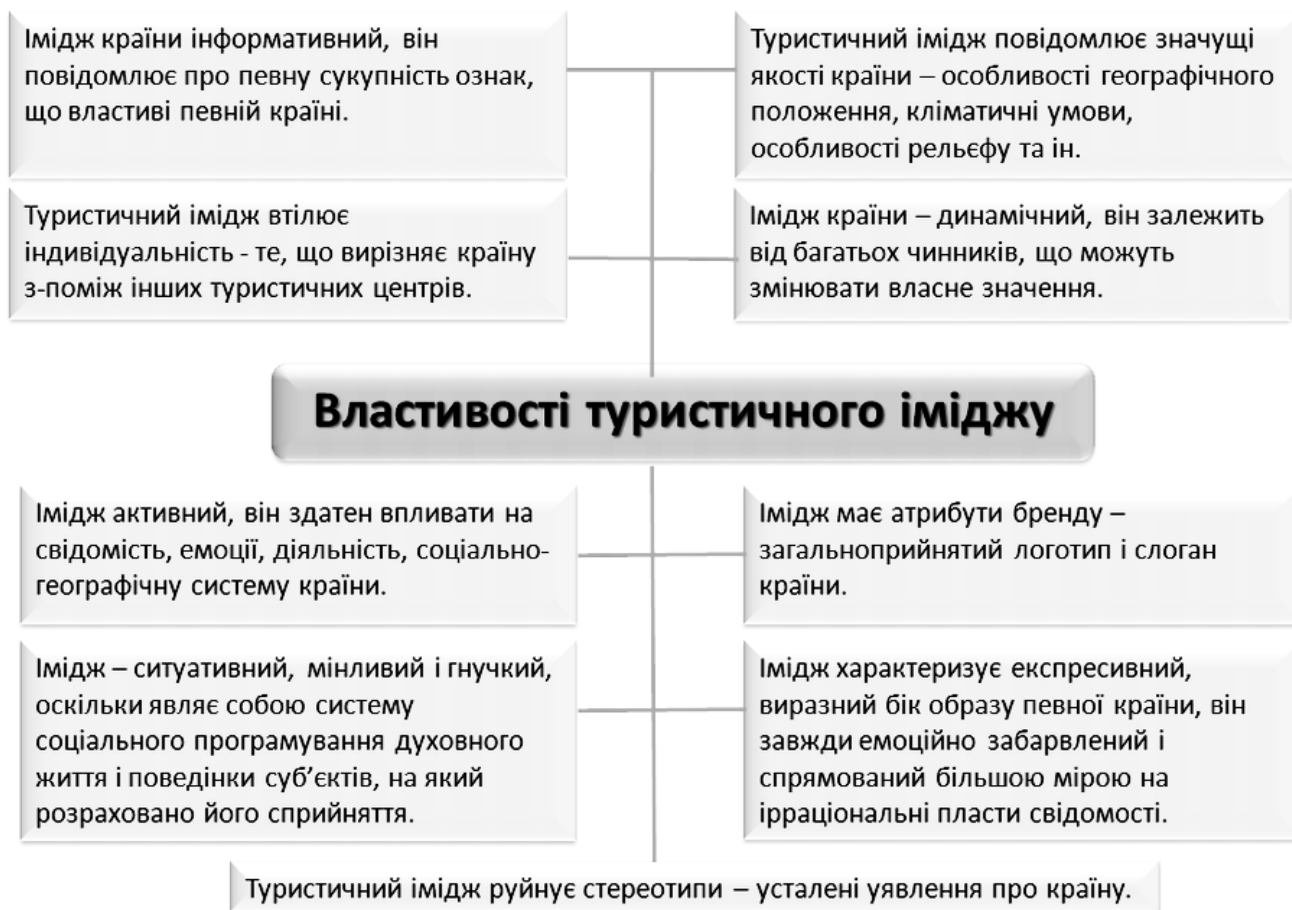 Імідж країни інформативний, він
повідомлює про певну сукупність ознак,
що властиві певній країні.
Туристичний імідж повідомлює значущі
якості країни – особливості географічного
положення, кліматичні умови,
особливості рельєфу та ін.
Туристичний імідж втілює
індивідуальність - те, що вирізняє країну
з-поміж інших туристичних центрів.
Імідж країни – динамічний, він залежить
від багатьох чинників, що можуть
змінювати власне значення.
Властивості туристичного іміджу
Імідж активний, він здатен впливати на
свідомість, емоції, діяльність, соціально-
географічну систему країни.
Імідж має атрибути бренду –
загальноприйнятий логотип і слоган
країни.
Імідж – ситуативний, мінливий і гнучкий,
оскільки являє собою систему
соціального програмування духовного
життя і поведінки суб’єктів, на який
розраховано його сприйняття.
Імідж характеризує експресивний,
виразний бік образу певної країни, він
завжди емоційно забарвлений і
спрямований більшою мірою на
ірраціональні пласти свідомості.
Туристичний імідж руйнує стереотипи – усталені уявлення про країну.